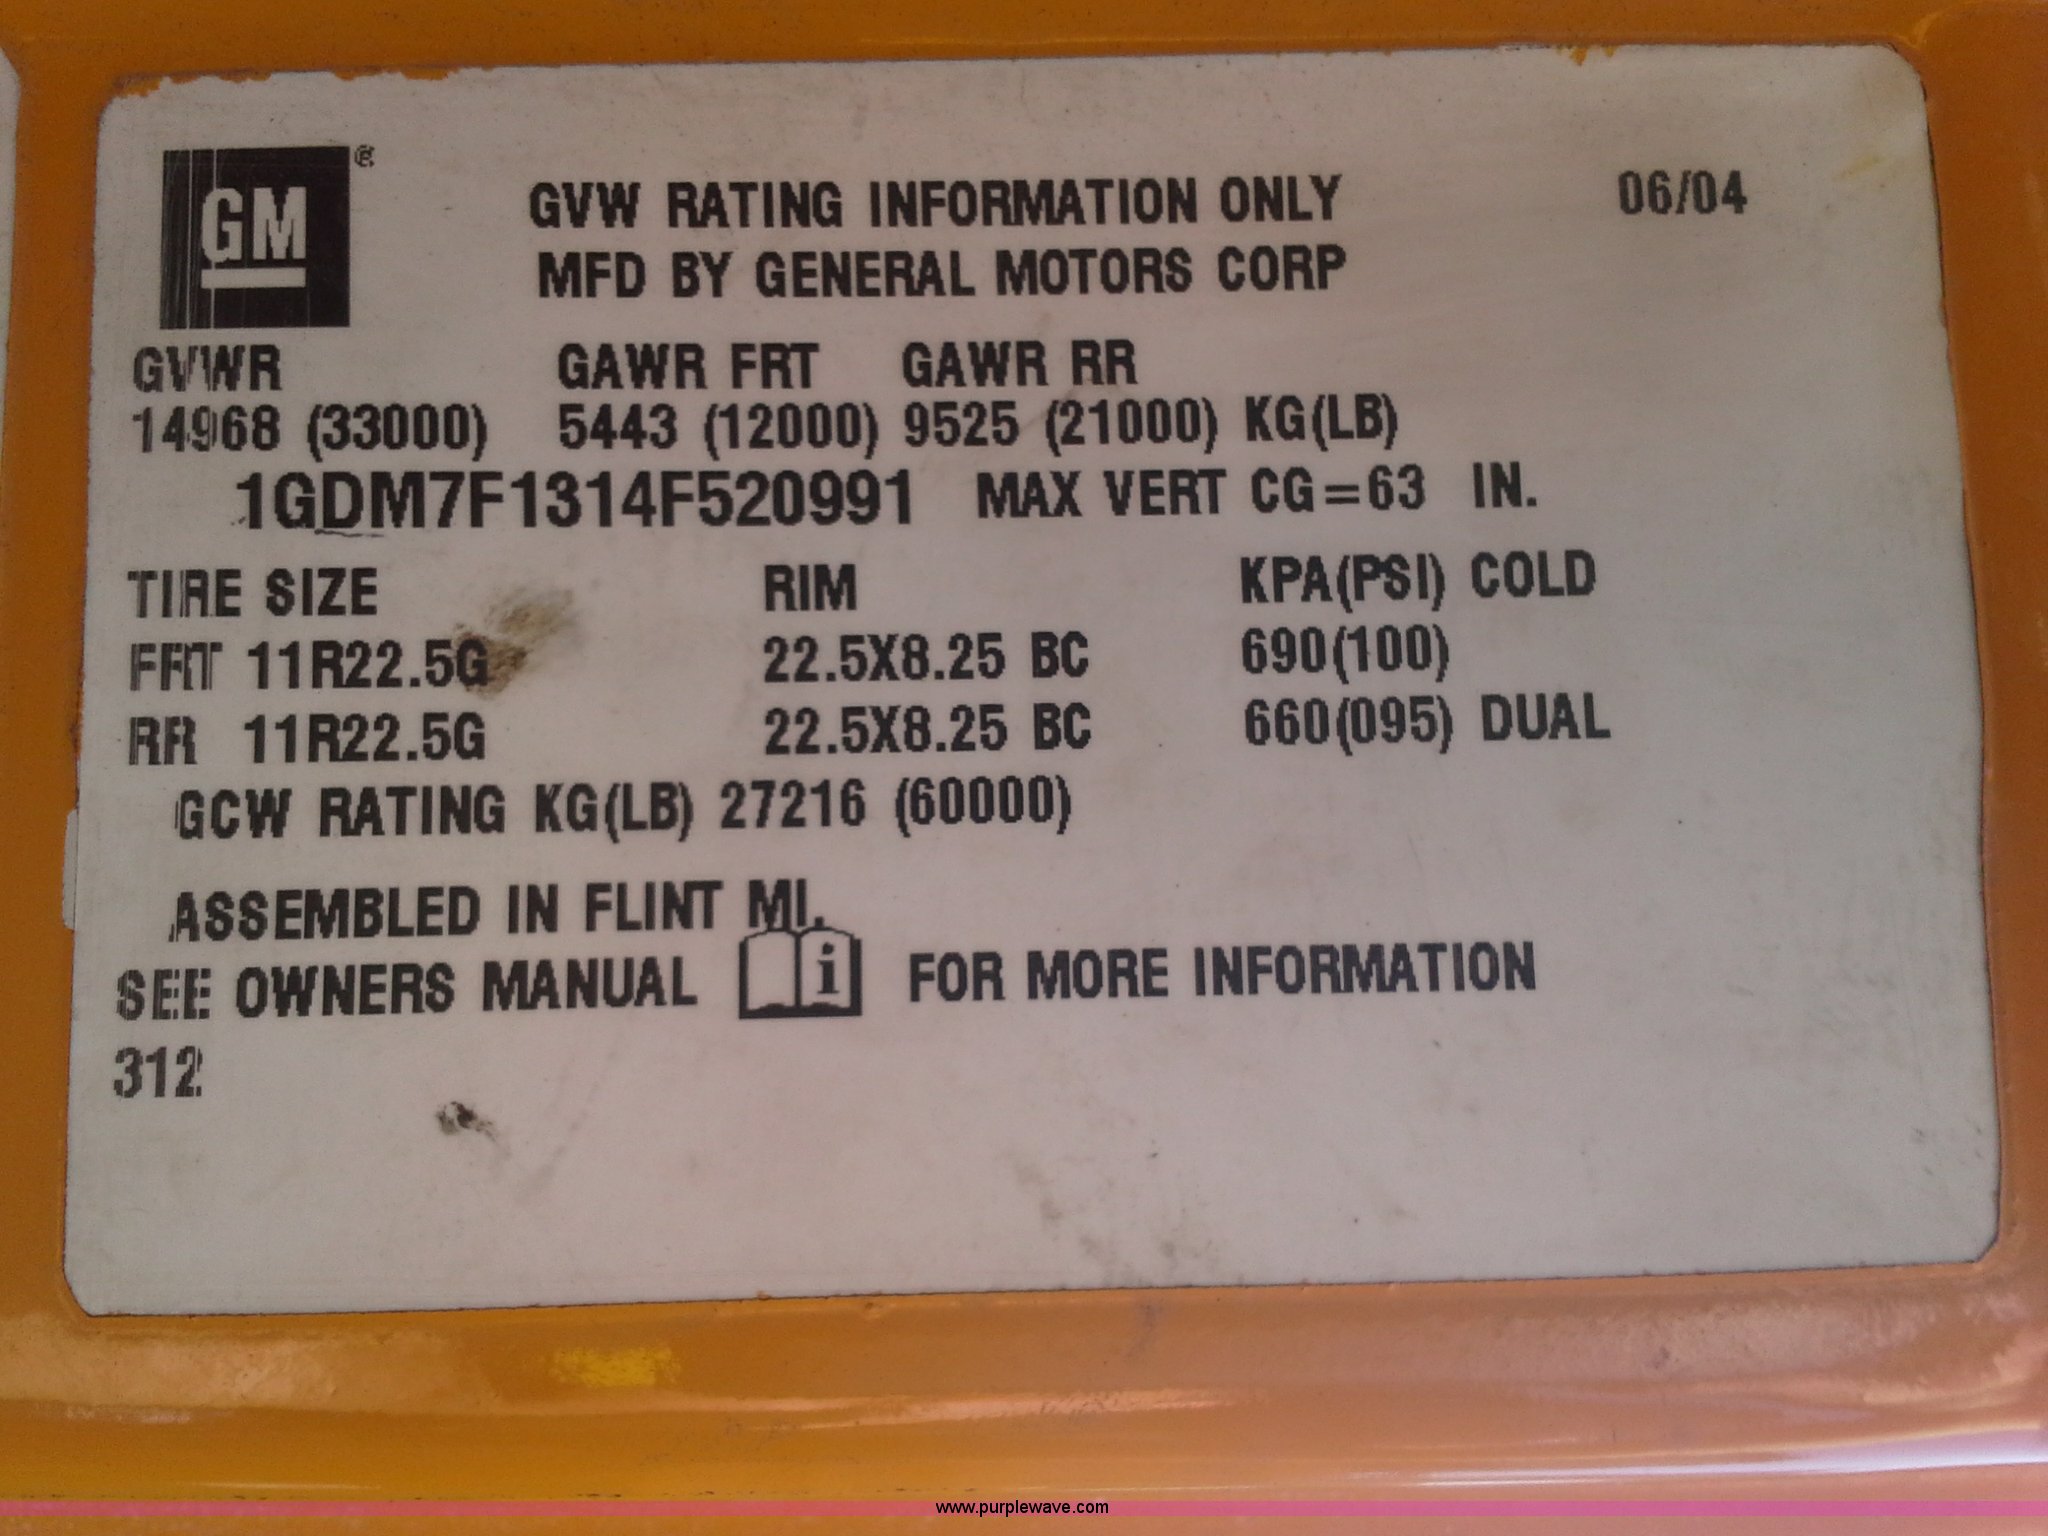 GM®
GVW RATING INFORMATION ONLY 06/04
MFD BY GENERAL MOTORS CORP
GVWR GAWR FRT GAWR RR
14968 (33000) 5443 (12000) 9525 (21000) KG(LB)
1GDM7F1314F520991 MAX VERT CG=63 IN.
TIRE SIZE RIM KPA(PSI) COLD
FRT 11R22.5G 22.5X8.25 BC 690(100)
RR 11R22.5G 22.5X8.25 BC 660(095) DUAL
GCW RATING KG(LB) 27216 (60000)
ASSEMBLED IN FLINT MI.
SEE OWNERS MANUAL i FOR MORE INFORMATION
312
www.purplewave.com